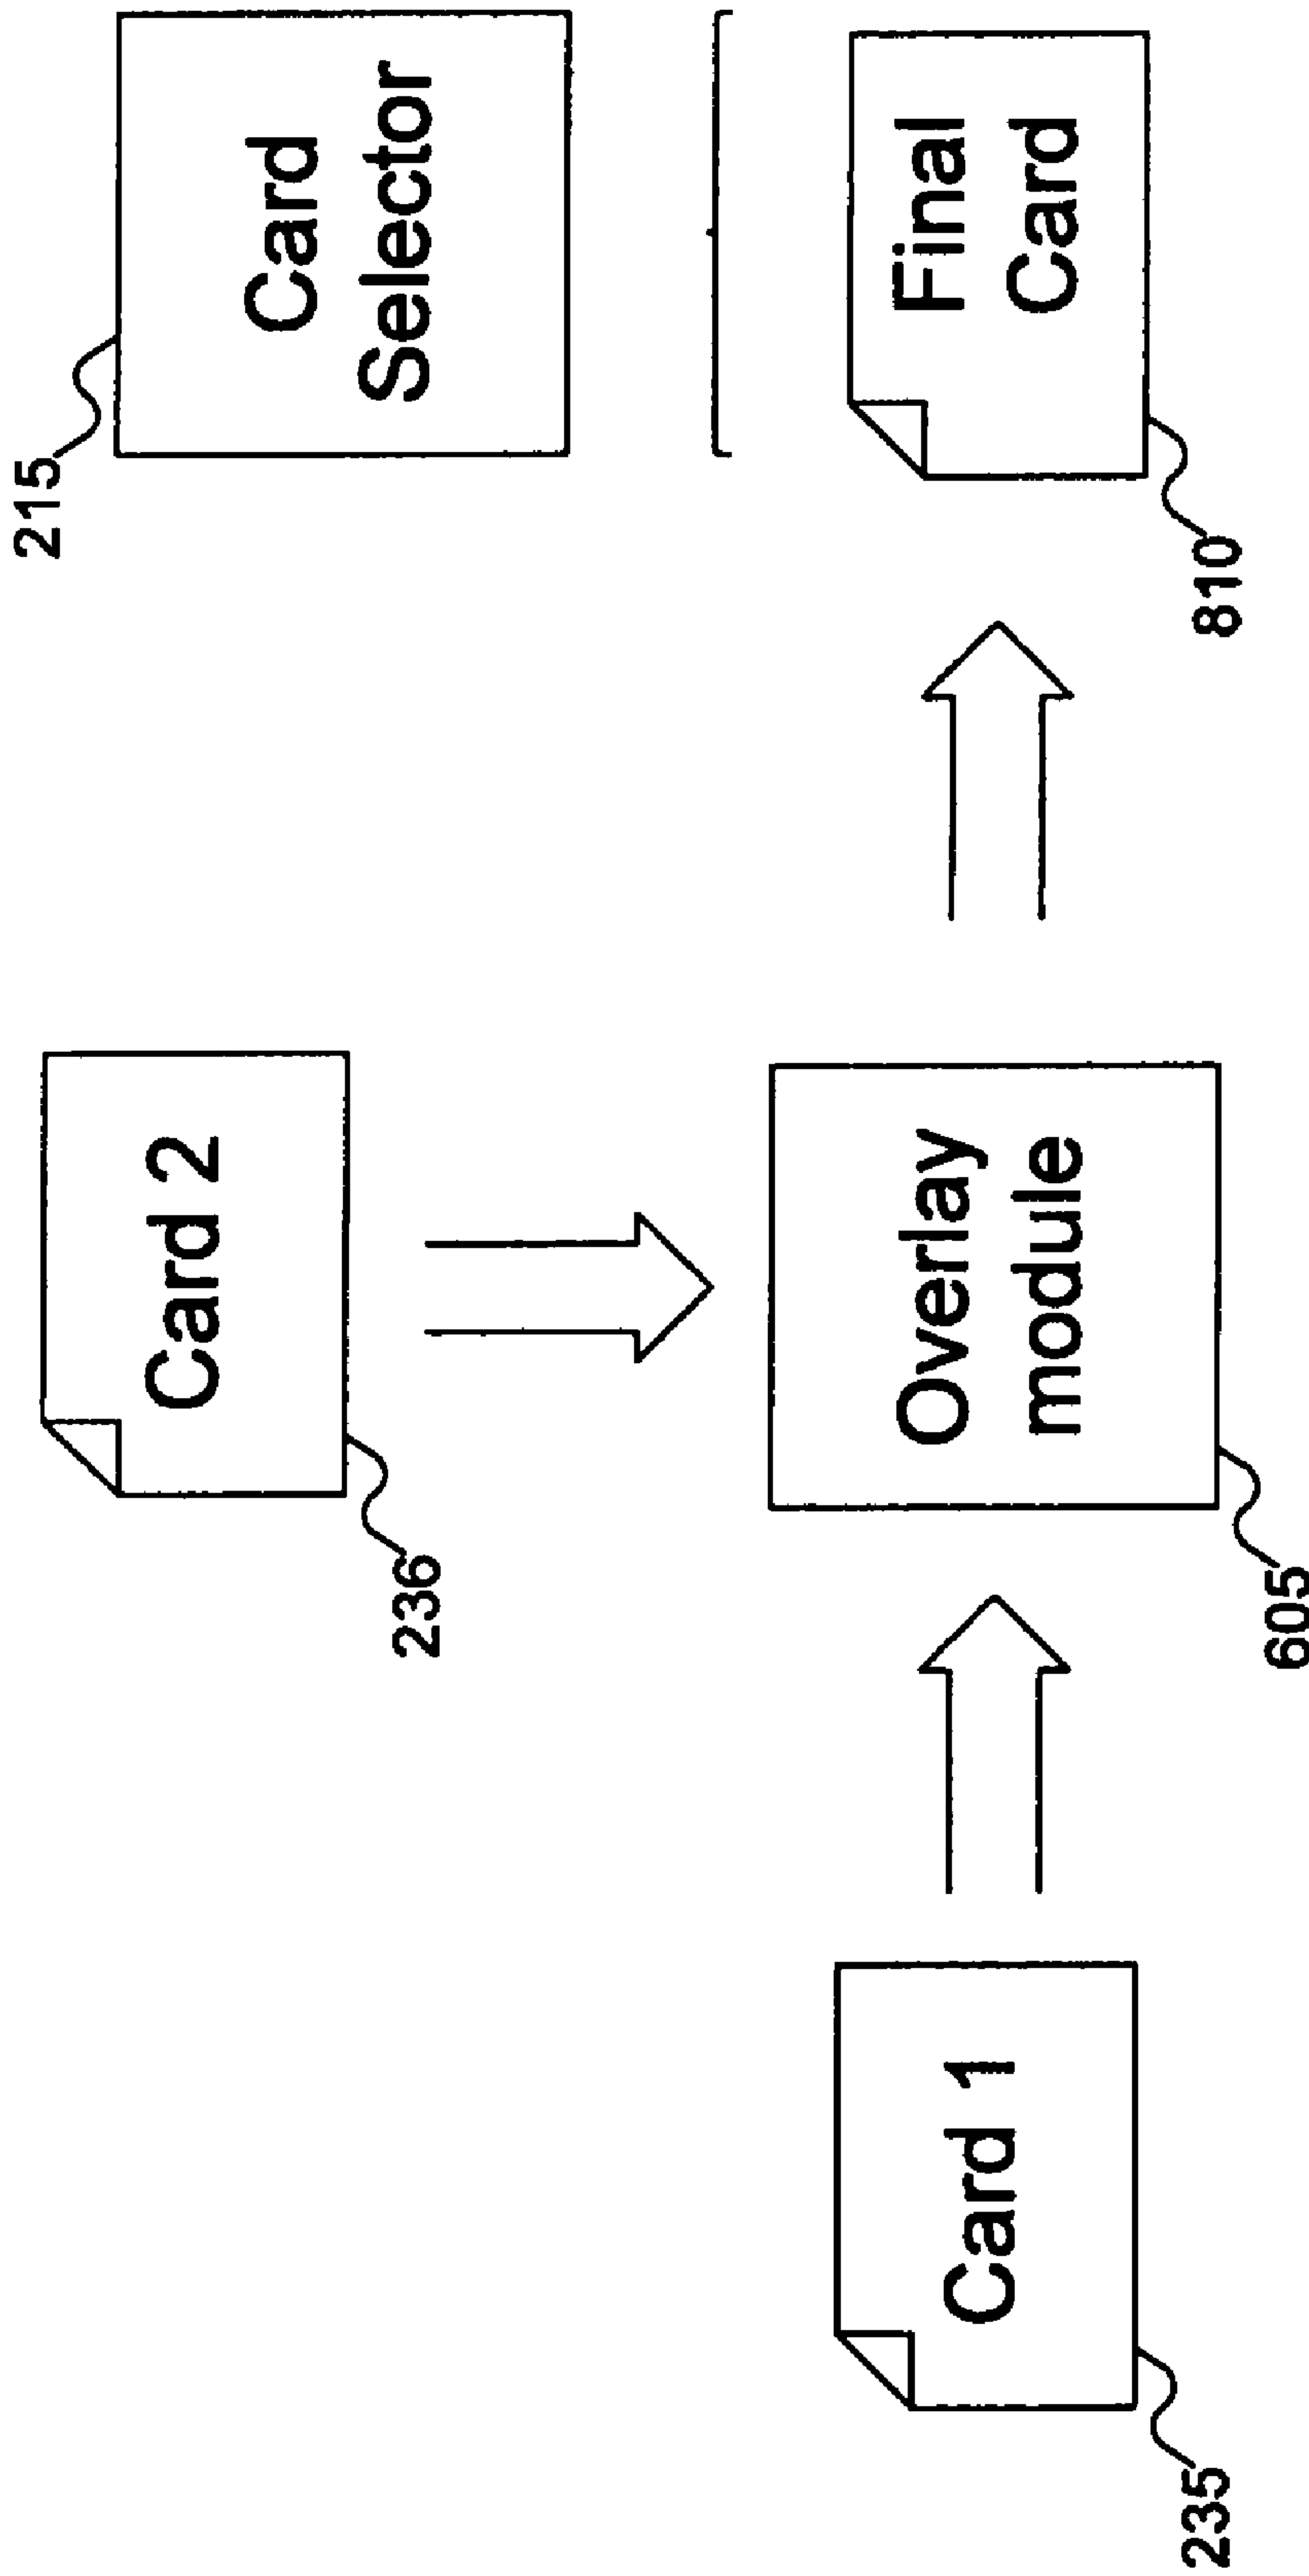 215
Card 2
236
Card
Selector
Card 1
235
Overlay
module
605
Final
Card
810